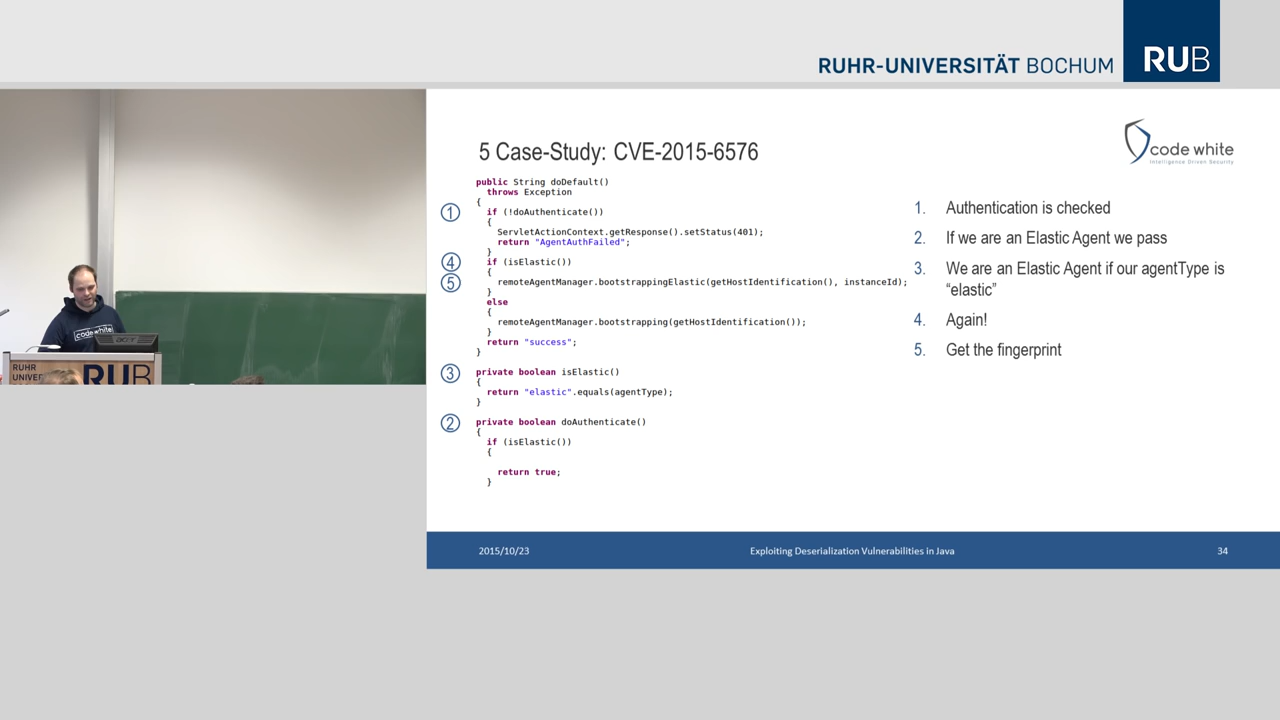 RUHR-UNIVERSITÄT BOCHUM
RUB
code white
Intelligence Driven Security
5 Case-Study: CVE-2015-6576
public String doDefault()
throws Exception
{
1 if (!doAuthenticate())
{
ServletActionContext.getResponse().setStatus(401);
return "AgentAuthFailed";
}
4 if (isElastic())
{
5 remoteAgentManager.bootstrappingElastic(getHostIdentification(), instanceId);
}
else
{
remoteAgentManager.bootstrapping(getHostIdentification());
}
return "success";
}
3 private boolean isElastic()
{
return "elastic".equals(agentType);
}
2 private boolean doAuthenticate()
{
if (isElastic())
{
return true;
}
1. Authentication is checked
2. If we are an Elastic Agent we pass
3. We are an Elastic Agent if our agentType is
"elastic"
4. Again!
5. Get the fingerprint
2015/10/23
Exploiting Deserialization Vulnerabilities in Java
34
code white
acer
RUHR
UNIVER
RUB